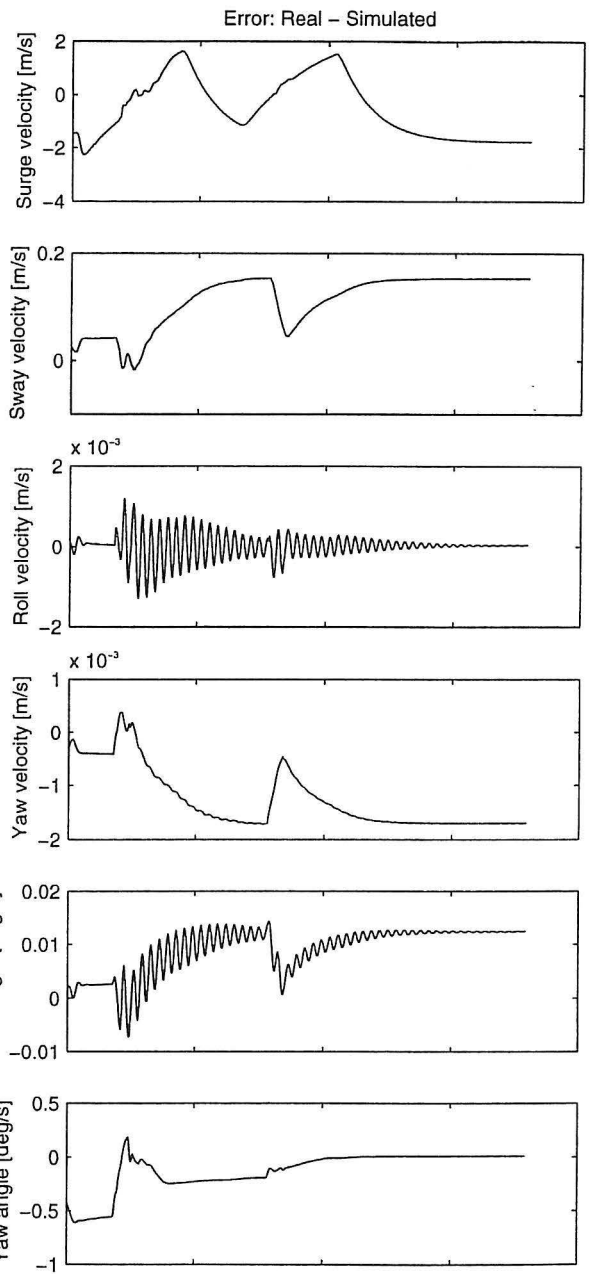 Error: Real − Simulated
Surge velocity [m/s]
2
0
−2
−4
Sway velocity [m/s]
0.2
0
Roll velocity [m/s]
x 10⁻³
2
0
−2
Yaw velocity [m/s]
x 10⁻³
1
0
−1
−2
0.02
0.01
0
−0.01
Yaw angle [deg/s]
0.5
0
−0.5
−1